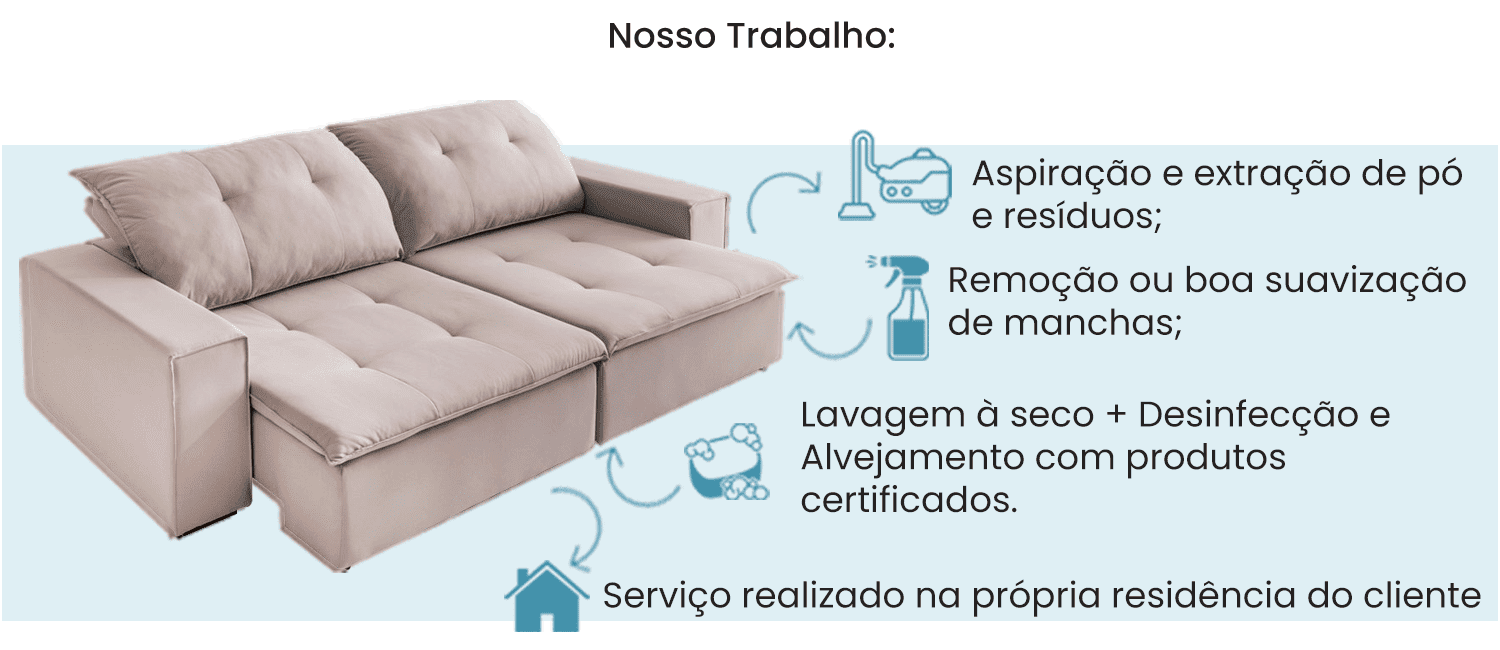 Nosso Trabalho:
Aspiração e extração de pó
e resíduos;
Remoção ou boa suavização
de manchas;
Lavagem à seco + Desinfecção e
Alvejamento com produtos
certificados.
Serviço realizado na própria residência do cliente